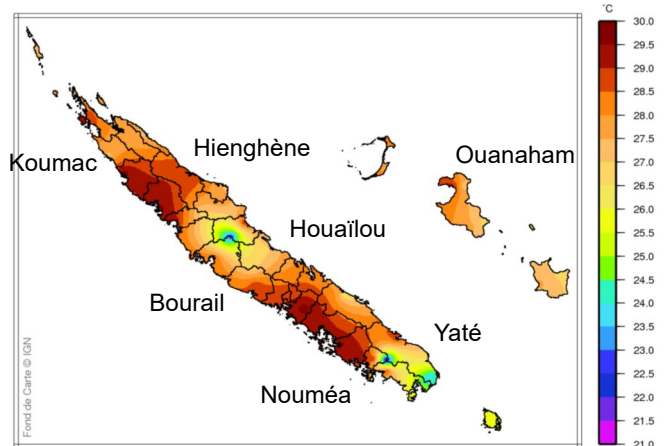 °C
30.0
29.5
29.0
28.5
28.0
27.5
27.0
26.5
26.0
25.5
25.0
24.5
24.0
23.5
23.0
22.5
22.0
21.5
21.0
Koumac
Hienghène
Ouanaham
Houaïlou
Bourail
Yaté
Nouméa
Fond de Carte © IGN